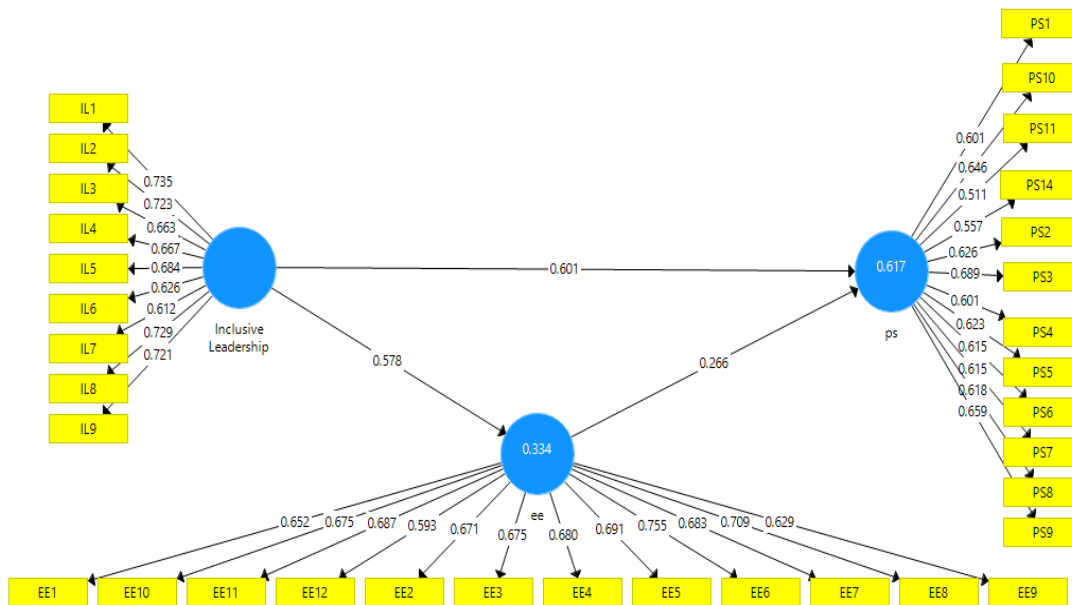 IL1
IL2
IL3
IL4
IL5
IL6
IL7
IL8
IL9
0.735
0.723
0.663
0.667
0.684
0.626
0.612
0.729
0.721
Inclusive
Leadership
0.601
0.578
0.266
0.617
ps
0.601
0.646
0.511
0.557
0.626
0.689
0.601
0.623
0.615
0.615
0.618
0.659
PS1
PS10
PS11
PS14
PS2
PS3
PS4
PS5
PS6
PS7
PS8
PS9
0.334
ee
0.652
0.675
0.687
0.593
0.671
0.675
0.680
0.691
0.755
0.683
0.709
0.629
EE1
EE10
EE11
EE12
EE2
EE3
EE4
EE5
EE6
EE7
EE8
EE9